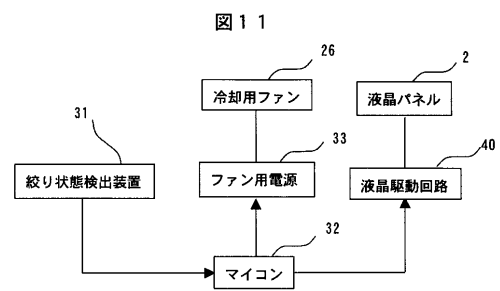 図１１
26
冷却用ファン
2
液晶パネル
31
絞り状態検出装置
33
ファン用電源
40
液晶駆動回路
32
マイコン